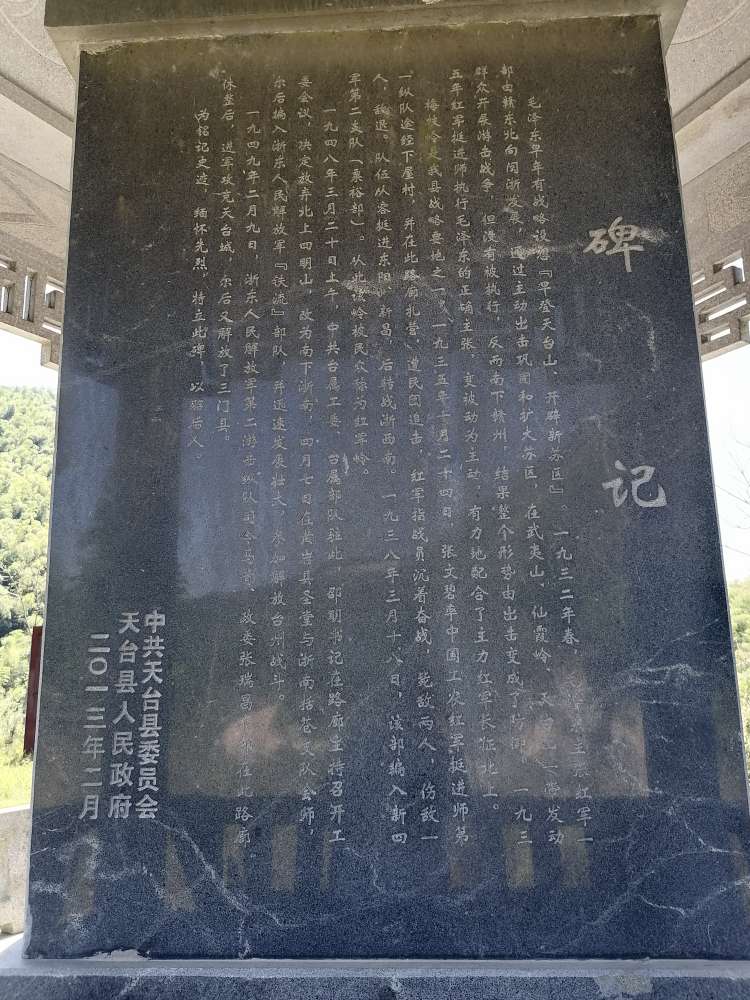 碑记
毛泽东早年有战略设想『早登天台山、开辟新苏区』。一九三二年春，主 红军一
部由赣东北向闽浙发展，通过主动出击巩固和扩大苏区，在武夷山、仙霞岭、天 一带发动
群众开展游击战争，但没有被执行，反而南下赣州，结果整个形势由出击变成了防御。一九三
五年红军挺进师执行毛泽东的正确主张，变被动为主动，有力地配合了主力红军长征北上。
梅枝 是我县战略要地之一。一九三五年十月二十四日，张文碧率中国工农红军挺进师第
一纵队途经下屋村，并在此路廊扎营，遭民团追击，红军指战员沉着奋战，毙敌两人，伤敌一
人，敌退。队伍从容挺进东阳、新昌，后转战浙西南。一九三八年三月十八日，该部编入新四
军第二支队（粟裕部），从此该岭被民众称为红军岭。
一九四八年三月二十日上午，中共台属工委、台属部队驻此，邵明书记在路廊主持召开工
委会议，决定放弃北上四明山，改为南下浙南，四月七日在黄岩县圣堂与浙南括苍支队会师，
尔后编入浙东人民解放军『铁流』部队，并迅速发展壮大，参加解放台州战斗。
一九四九年二月九日，浙东人民解放军第二游击纵队司令马 、政委张瑞昌 部在此路廊
休整后，进军攻克天台城，尔后又解放了三门县。
为铭记史迹，缅怀先烈，特立此碑，以昭后人。
中共天台县委员会
天台县人民政府
二〇一三年二月